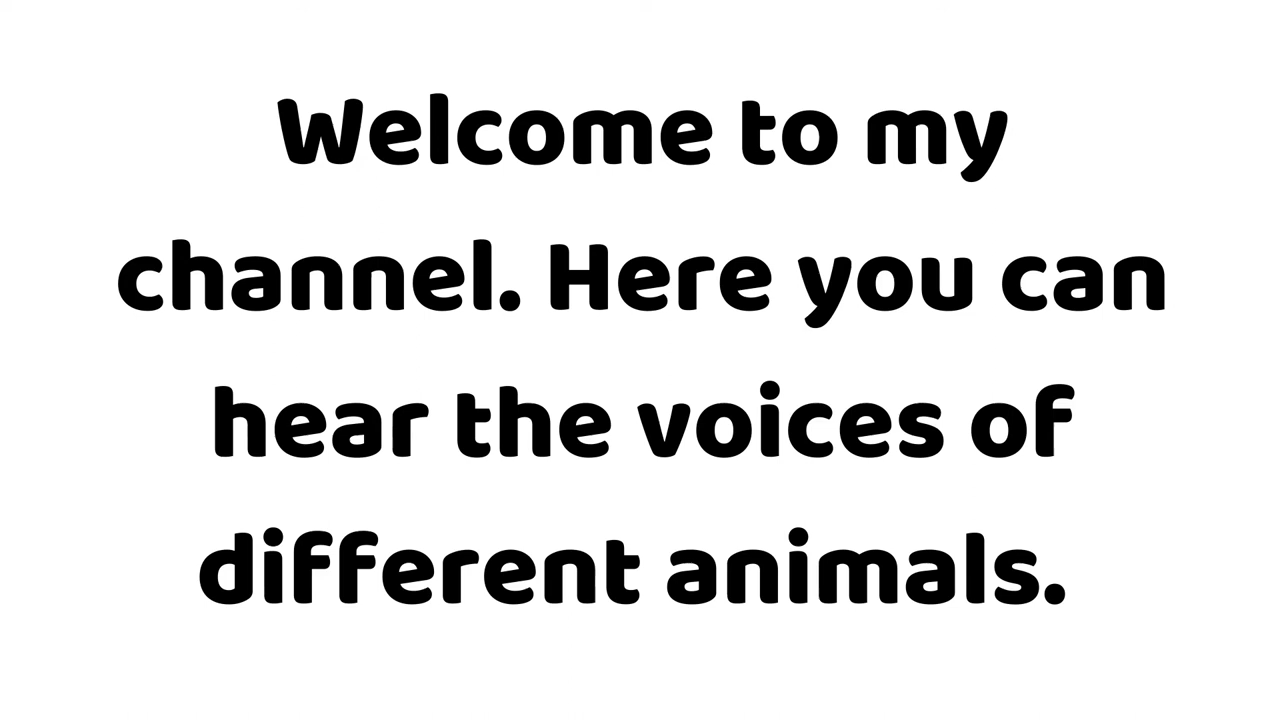 Welcome to my
channel. Here you can
hear the voices of
different animals.